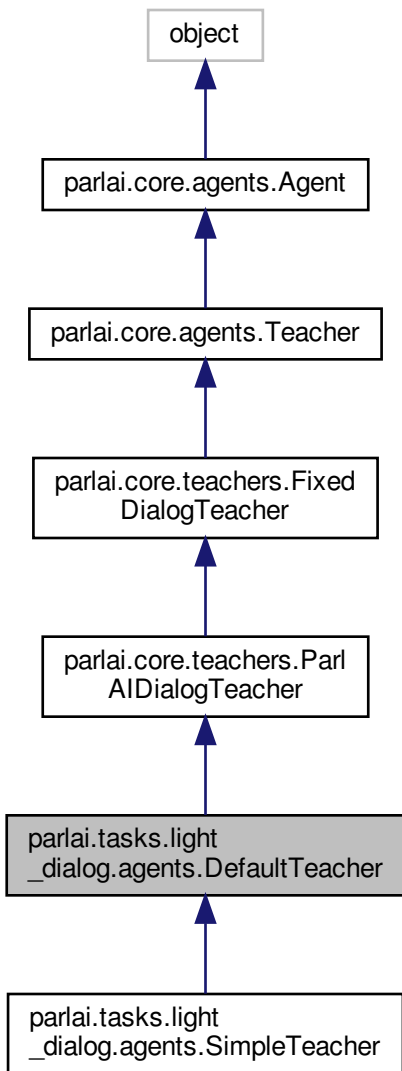 object
parlai.core.agents.Agent
parlai.core.agents.Teacher
parlai.core.teachers.Fixed
DialogTeacher
parlai.core.teachers.Parl
AIDialogTeacher
parlai.tasks.light
_dialog.agents.DefaultTeacher
parlai.tasks.light
_dialog.agents.SimpleTeacher